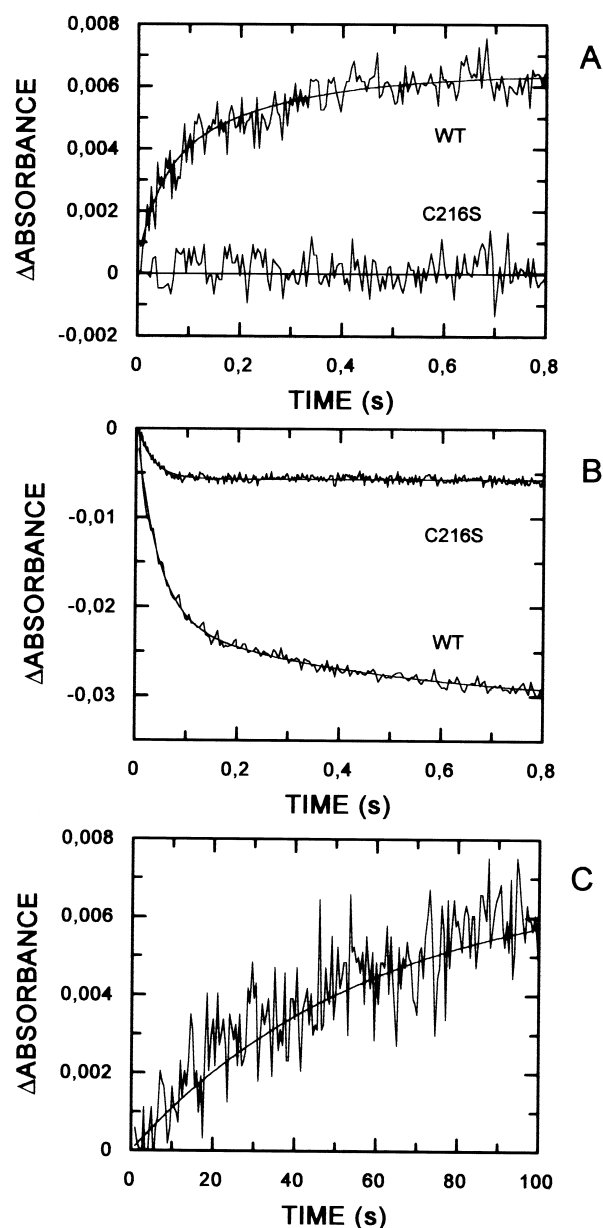 0,008
0,006
0,004
0,002
0
-0,002
ΔABSORBANCE
A
WT
C216S
0 0,2 0,4 0,6 0,8
TIME (s)
0
-0,01
-0,02
-0,03
ΔABSORBANCE
B
C216S
WT
0 0,2 0,4 0,6 0,8
TIME (s)
0,008
0,006
0,004
0,002
0
ΔABSORBANCE
C
0 20 40 60 80 100
TIME (s)